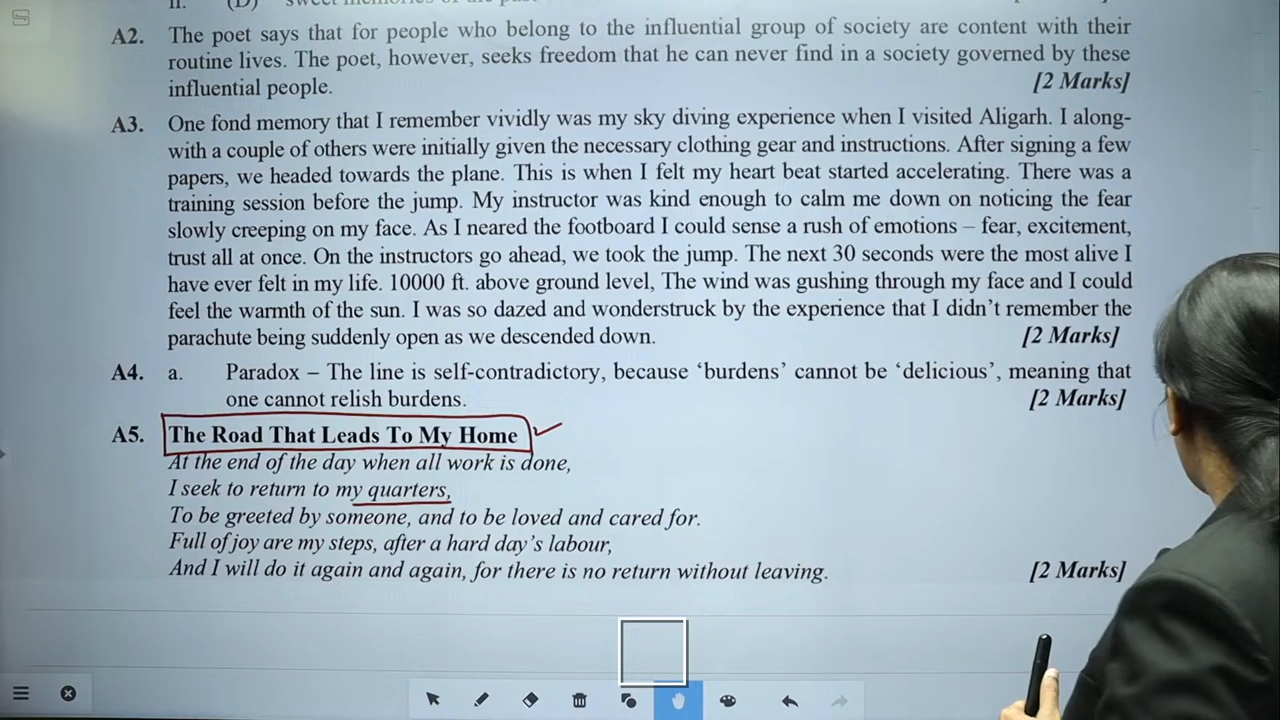 II. (D) sweet memories of the past
A2. The poet says that for people who belong to the influential group of society are content with their
routine lives. The poet, however, seeks freedom that he can never find in a society governed by these
influential people. [2 Marks]
A3. One fond memory that I remember vividly was my sky diving experience when I visited Aligarh. I along-
with a couple of others were initially given the necessary clothing gear and instructions. After signing a few
papers, we headed towards the plane. This is when I felt my heart beat started accelerating. There was a
training session before the jump. My instructor was kind enough to calm me down on noticing the fear
slowly creeping on my face. As I neared the footboard I could sense a rush of emotions – fear, excitement,
trust all at once. On the instructors go ahead, we took the jump. The next 30 seconds were the most alive I
have ever felt in my life. 10000 ft. above ground level, The wind was gushing through my face and I could
feel the warmth of the sun. I was so dazed and wonderstruck by the experience that I didn't remember the
parachute being suddenly open as we descended down. [2 Marks]
A4. a. Paradox – The line is self-contradictory, because 'burdens' cannot be 'delicious', meaning that
one cannot relish burdens. [2 Marks]
A5. The Road That Leads To My Home
At the end of the day when all work is done,
I seek to return to my quarters,
To be greeted by someone, and to be loved and cared for.
Full of joy are my steps, after a hard day's labour,
And I will do it again and again, for there is no return without leaving. [2 Marks]